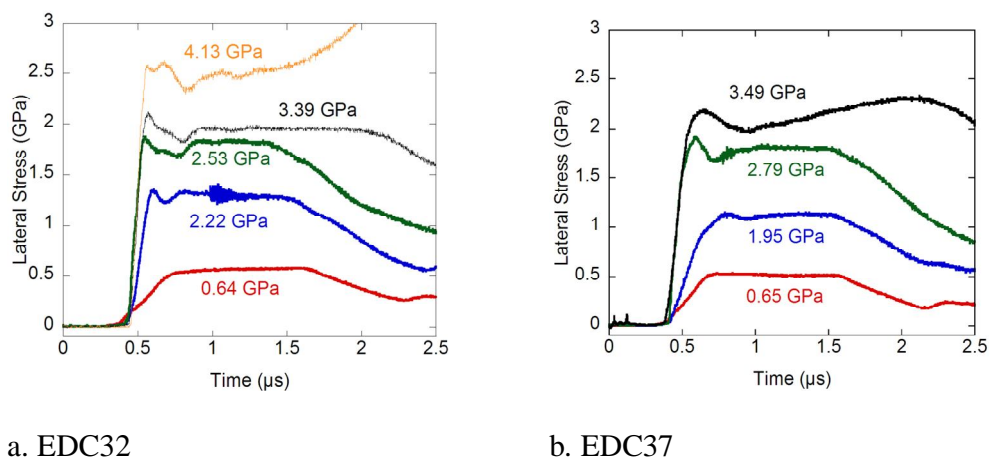 3
2.5
2
1.5
1
0.5
0
Lateral Stress (GPa)
4.13 GPa
3.39 GPa
2.53 GPa
2.22 GPa
0.64 GPa
0 0.5 1 1.5 2 2.5
Time (µs)
3
2.5
2
1.5
1
0.5
0
Lateral Stress (GPa)
3.49 GPa
2.79 GPa
1.95 GPa
0.65 GPa
0 0.5 1 1.5 2 2.5
Time (µs)
a. EDC32
b. EDC37